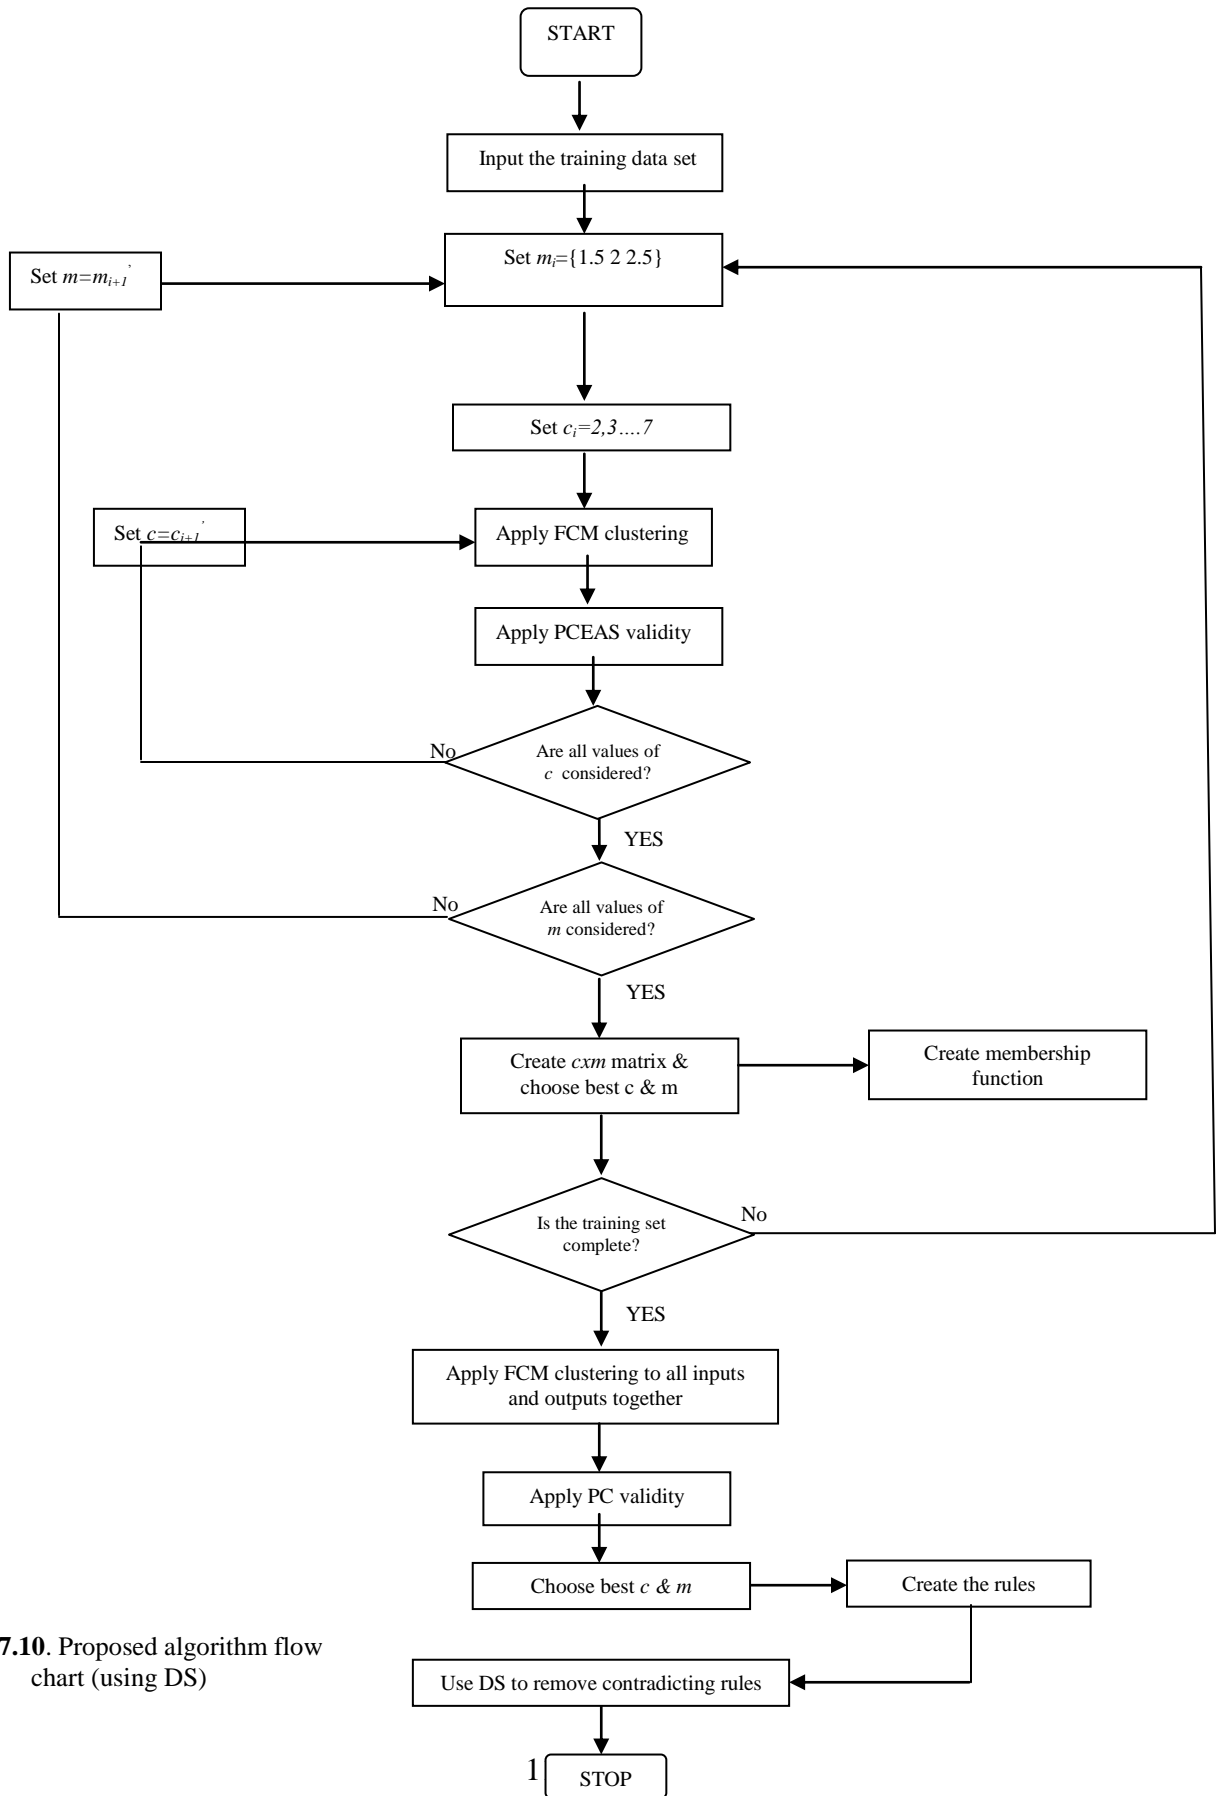 START
Input the training data set
Set m=mi+1'
Set mi={1.5 2 2.5}
Set ci=2,3….7
Set c=ci+1'
Apply FCM clustering
Apply PCEAS validity
No
Are all values of
c considered?
YES
No
Are all values of
m considered?
YES
Create cxm matrix &
choose best c & m
Create membership
function
Is the training set
complete?
No
YES
Apply FCM clustering to all inputs
and outputs together
Apply PC validity
Choose best c & m
Create the rules
7.10. Proposed algorithm flow
chart (using DS)
Use DS to remove contradicting rules
1
STOP